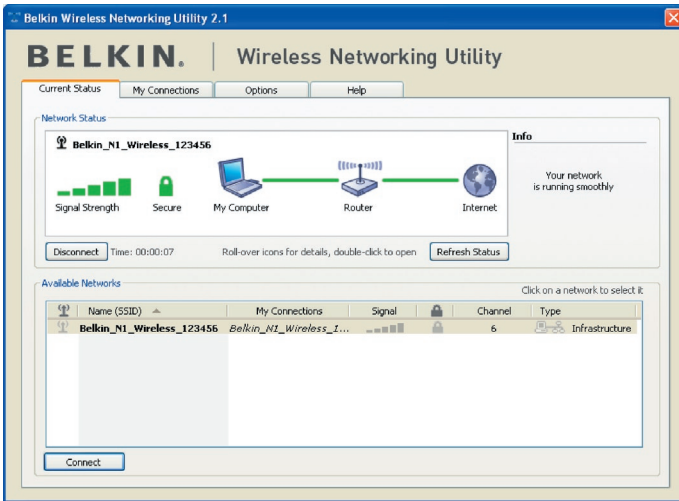 Belkin Wireless Networking Utility 2.1
BELKIN. | Wireless Networking Utility
Current Status My Connections Options Help
Network Status
Belkin_N1_Wireless_123456
Signal Strength Secure My Computer Router Internet
Info
Your network
is running smoothly
Disconnect Time: 00:00:07 Roll-over icons for details, double-click to open Refresh Status
Available Networks
Click on a network to select it
Name (SSID) My Connections Signal Channel Type
Belkin_N1_Wireless_123456 Belkin_N1_Wireless_1... 6 Infrastructure
Connect